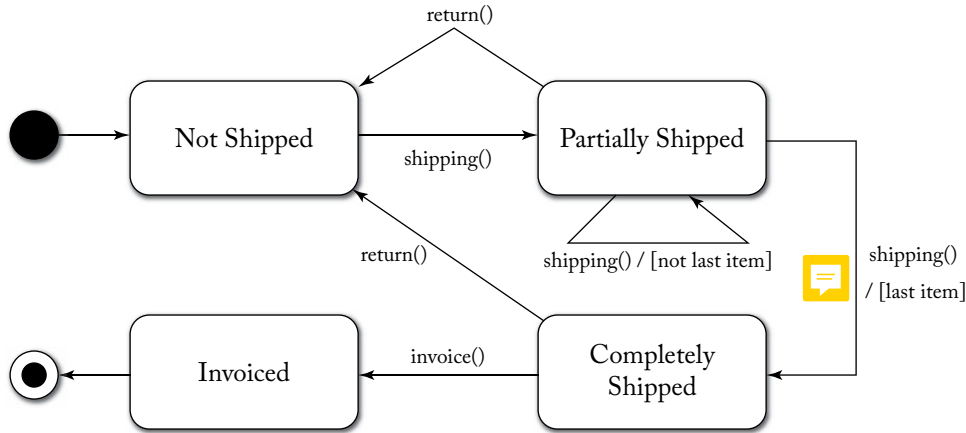 return()
Not Shipped
Partially Shipped
shipping()
return()
shipping() / [not last item]
shipping()
/ [last item]
Invoiced
invoice()
Completely
Shipped